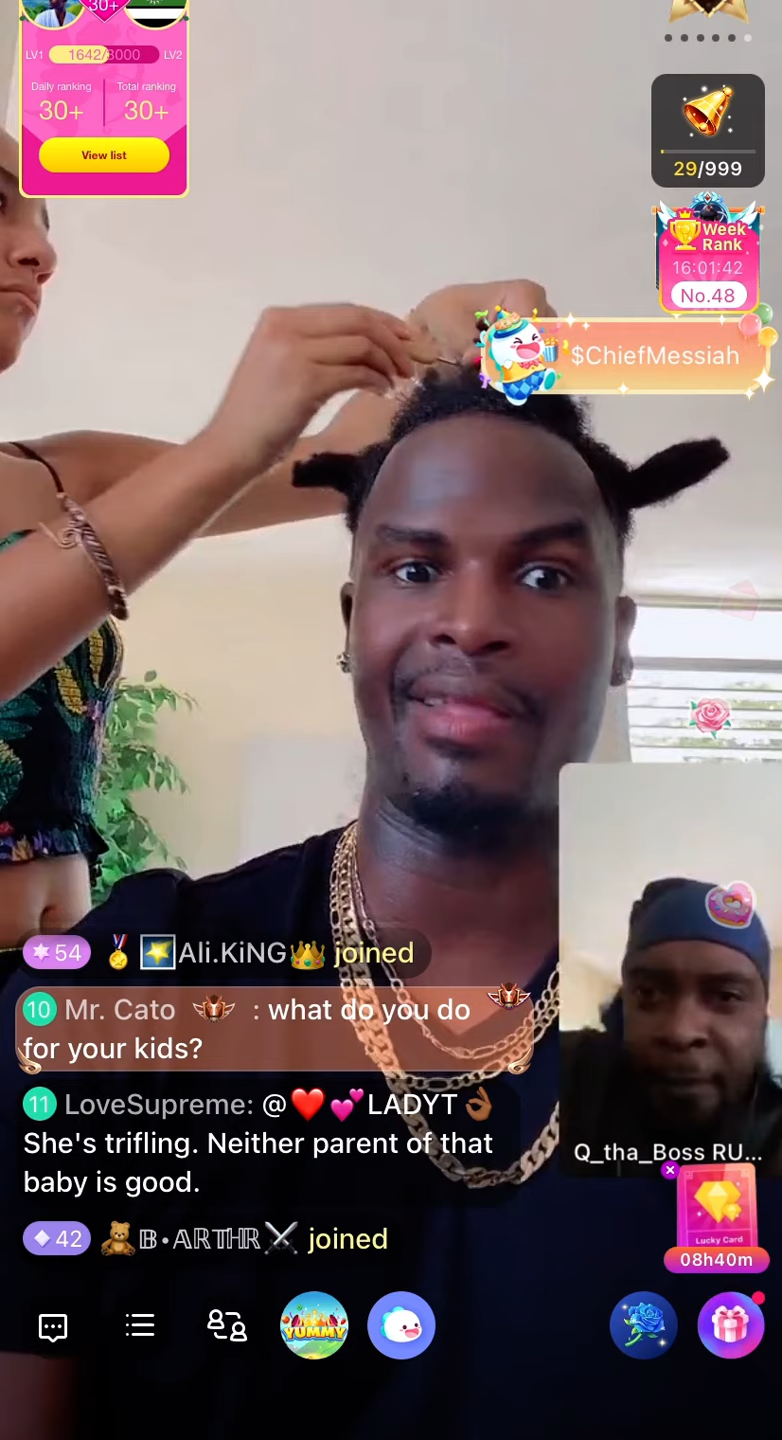 30+
LV1 1642/3000 LV2
Daily ranking Total ranking
30+ 30+
View list
29/999
Week
Rank
16:01:42
No.48
$ChiefMessiah
54 Ali.KiNG joined
10 Mr. Cato : what do you do
for your kids?
11 LoveSupreme: @❤️💕LADYT👌🏾
She's trifling. Neither parent of that
baby is good.
Q_tha_Boss RU...
42 🧸𝔹•𝔸ℝ𝕋ℍℝ⚔ joined
Lucky Card
08h40m
YUMMY